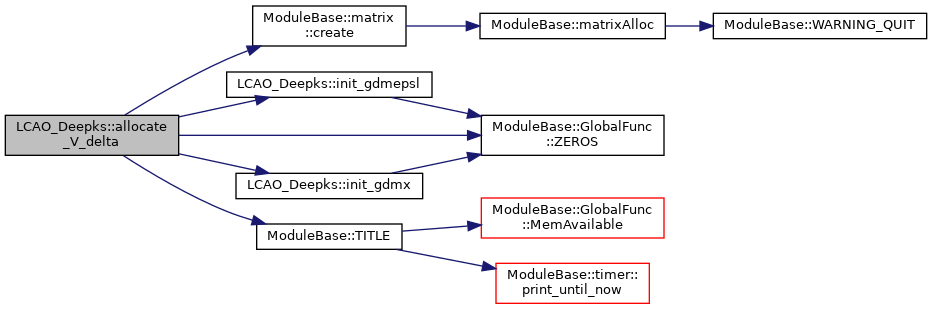 LCAO_Deepks::allocate
_V_delta
ModuleBase::matrix
::create
ModuleBase::matrixAlloc
ModuleBase::WARNING_QUIT
LCAO_Deepks::init_gdmepsl
ModuleBase::GlobalFunc
::ZEROS
LCAO_Deepks::init_gdmx
ModuleBase::TITLE
ModuleBase::GlobalFunc
::MemAvailable
ModuleBase::timer::
print_until_now